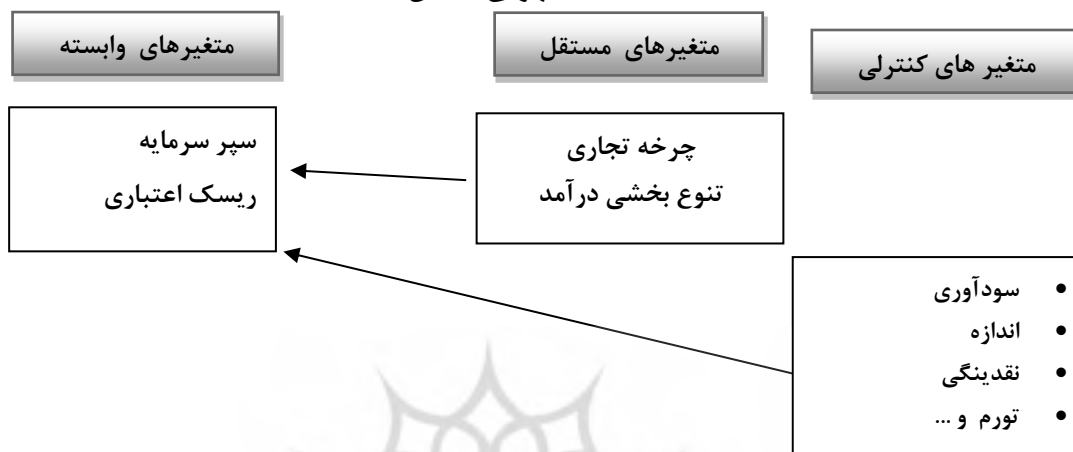 متغیر های کنترلی
متغیرهای مستقل
متغیرهای وابسته
چرخه تجاری
تنوع بخشی درآمد
سپر سرمایه
ریسک اعتباری
• سودآوری
• اندازه
• نقدینگی
• تورم و ...